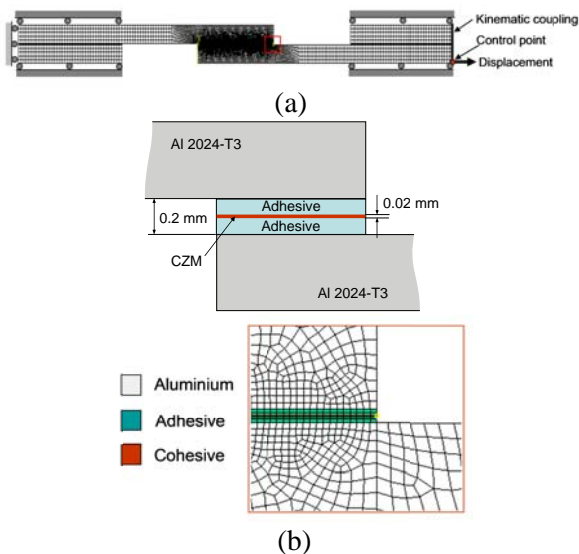 Kinematic coupling
Control point
Displacement
(a)
Al 2024-T3
Adhesive
0.02 mm
0.2 mm
Adhesive
CZM
Al 2024-T3
Aluminium
Adhesive
Cohesive
(b)